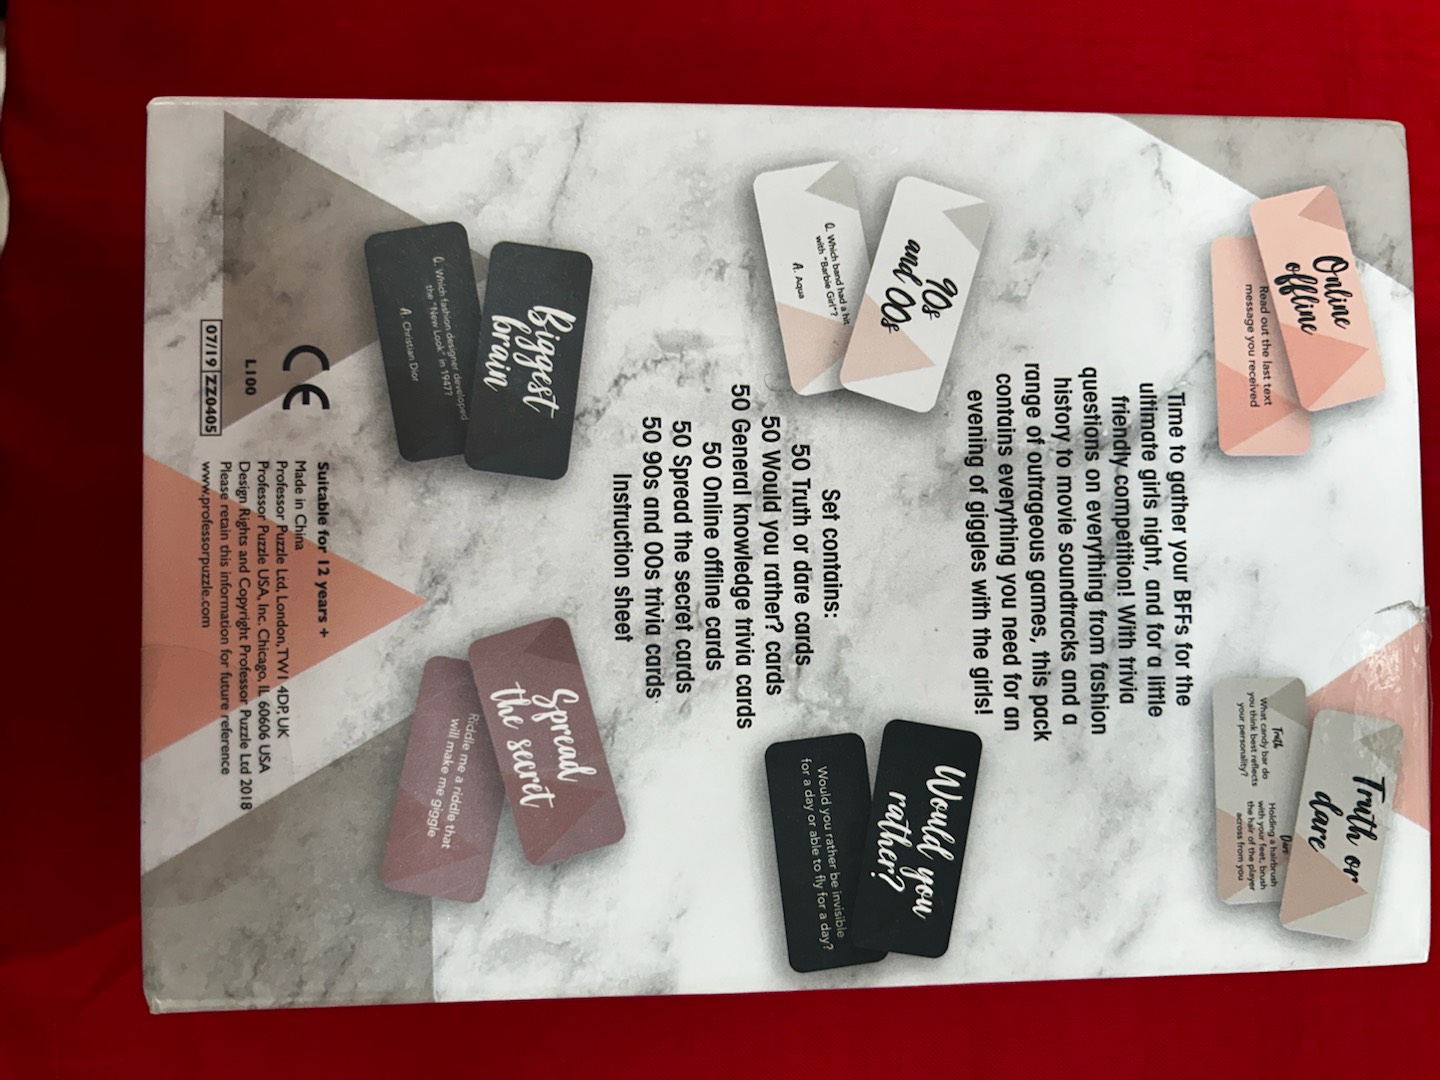 Online
offline
Read out the last text
message you received
Truth or
dare
Truth
What candy bar do
you think best reflects
your personality?
Dare
Holding a hairbrush
with your feet, brush
the hair of the player
across from you
Time to gather your BFFs for the
ultimate girls night, and for a little
friendly competition! With trivia
questions on everything from fashion
history to movie soundtracks and a
range of outrageous games, this pack
contains everything you need for an
evening of giggles with the girls!
90s
and 00s
Q. Which band had a hit
with "Barbie Girl"?
A. Aqua
Would you
rather?
Would you rather be invisible
for a day or able to fly for a day?
Set contains:
50 Truth or dare cards
50 Would you rather? cards
50 General knowledge trivia cards
50 Online offline cards
50 Spread the secret cards
50 90s and 00s trivia cards
Instruction sheet
Biggest
brain
Q. Which fashion designer developed
the "New Look" in 1947?
A. Christian Dior
Spread
the secret
Riddle me a riddle that
will make me giggle
CE
L100
07/19 ZZ0405
Suitable for 12 years +
Made in China
Professor Puzzle Ltd, London, TW1 4DP, UK
Professor Puzzle USA, Inc. Chicago, IL 60606 USA
Design Rights and Copyright Professor Puzzle Ltd 2018
Please retain this information for future reference
www.professorpuzzle.com